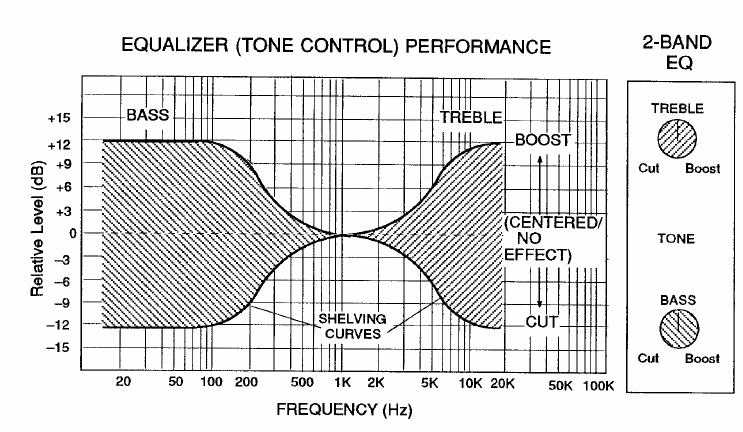 EQUALIZER (TONE CONTROL) PERFORMANCE
2-BAND
EQ
BASS
TREBLE
+15
+12
+9
+6
+3
0
-3
-6
-9
-12
-15
Relative Level (dB)
BOOST
(CENTERED/
NO
EFFECT)
CUT
SHELVING
CURVES
20 50 100 200 500 1K 2K 5K 10K 20K 50K 100K
FREQUENCY (Hz)
TREBLE
Cut Boost
TONE
BASS
Cut Boost